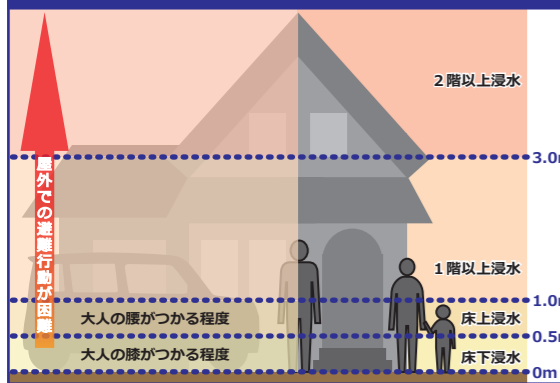 2階以上浸水
3.0m
屋外での避難行動が困難
1階以上浸水
1.0m
大人の腰がつかる程度
床上浸水
0.5m
大人の膝がつかる程度
床下浸水
0m